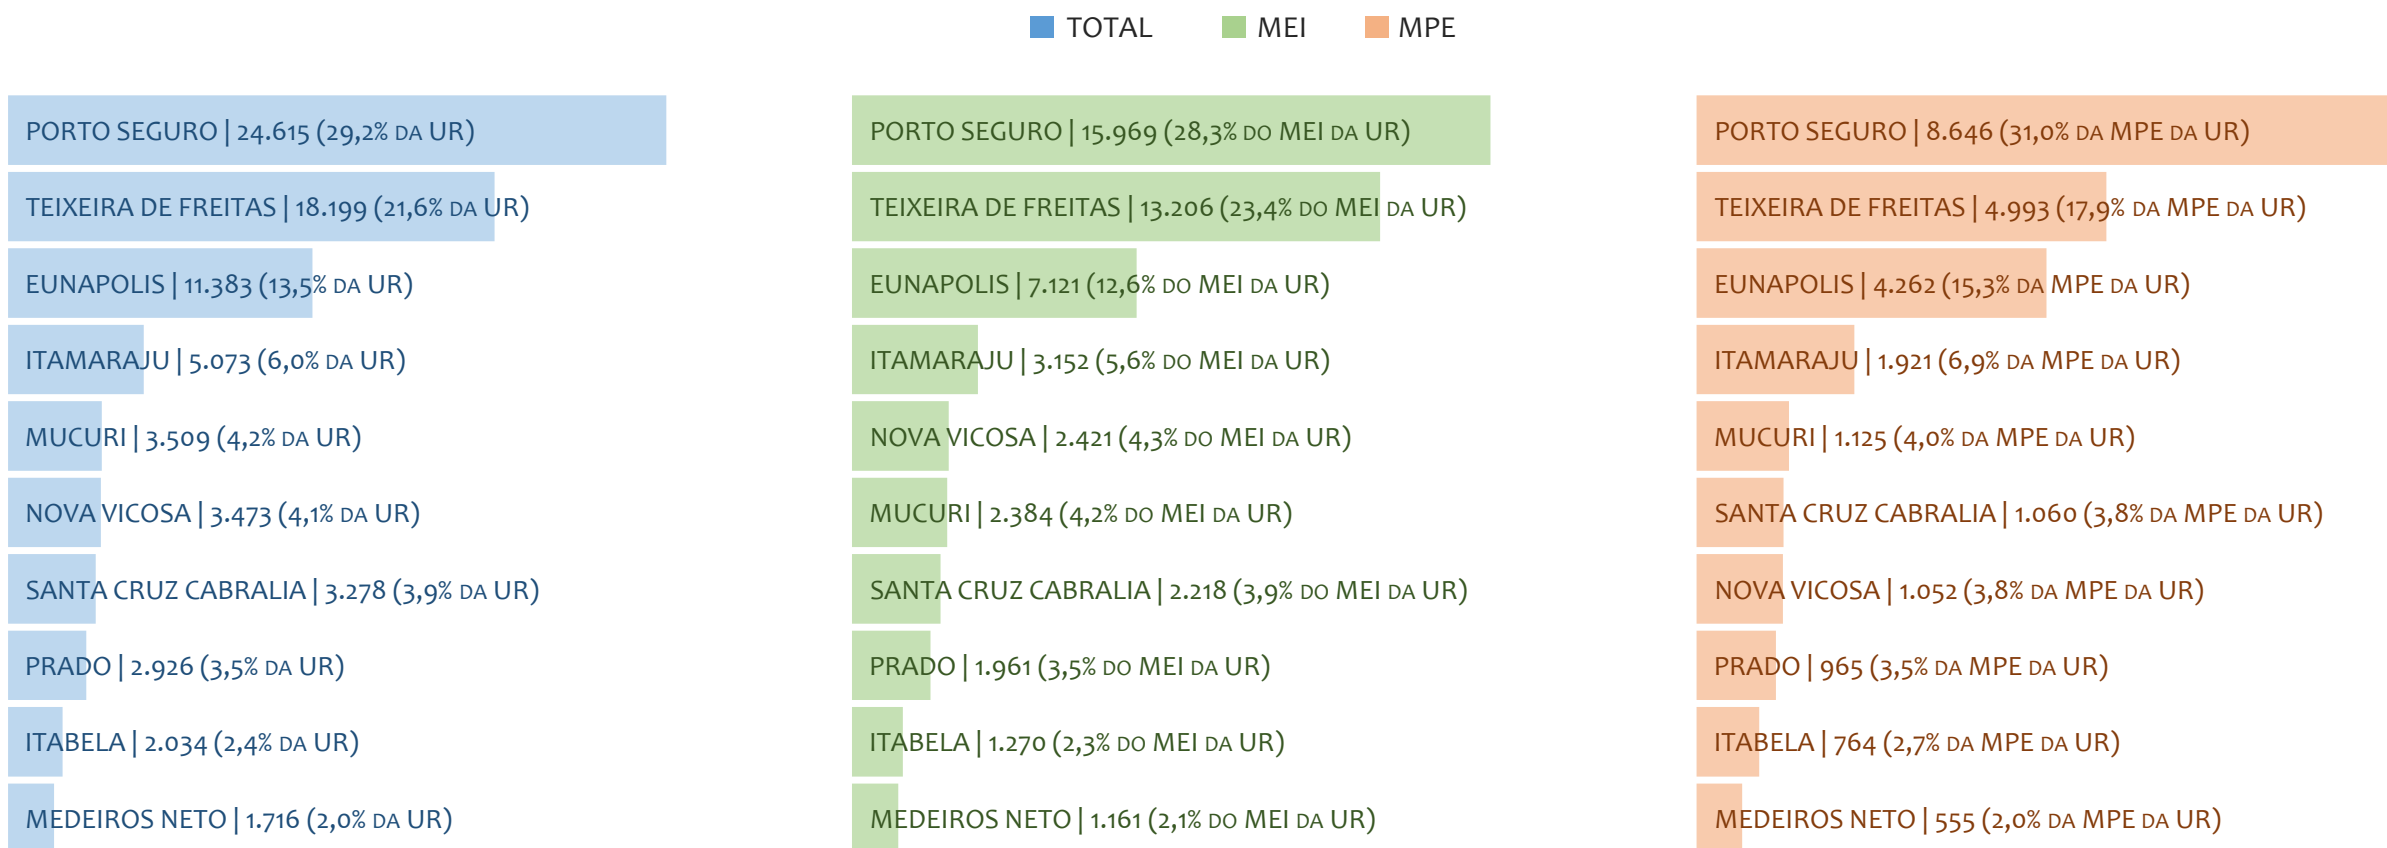 TOTAL MEI MPE
PORTO SEGURO | 24.615 (29,2% DA UR)
TEIXEIRA DE FREITAS | 18.199 (21,6% DA UR)
EUNAPOLIS | 11.383 (13,5% DA UR)
ITAMARAJU | 5.073 (6,0% DA UR)
MUCURI | 3.509 (4,2% DA UR)
NOVA VICOSA | 3.473 (4,1% DA UR)
SANTA CRUZ CABRALIA | 3.278 (3,9% DA UR)
PRADO | 2.926 (3,5% DA UR)
ITABELA | 2.034 (2,4% DA UR)
MEDEIROS NETO | 1.716 (2,0% DA UR)
PORTO SEGURO | 15.969 (28,3% DO MEI DA UR)
TEIXEIRA DE FREITAS | 13.206 (23,4% DO MEI DA UR)
EUNAPOLIS | 7.121 (12,6% DO MEI DA UR)
ITAMARAJU | 3.152 (5,6% DO MEI DA UR)
NOVA VICOSA | 2.421 (4,3% DO MEI DA UR)
MUCURI | 2.384 (4,2% DO MEI DA UR)
SANTA CRUZ CABRALIA | 2.218 (3,9% DO MEI DA UR)
PRADO | 1.961 (3,5% DO MEI DA UR)
ITABELA | 1.270 (2,3% DO MEI DA UR)
MEDEIROS NETO | 1.161 (2,1% DO MEI DA UR)
PORTO SEGURO | 8.646 (31,0% DA MPE DA UR)
TEIXEIRA DE FREITAS | 4.993 (17,9% DA MPE DA UR)
EUNAPOLIS | 4.262 (15,3% DA MPE DA UR)
ITAMARAJU | 1.921 (6,9% DA MPE DA UR)
MUCURI | 1.125 (4,0% DA MPE DA UR)
SANTA CRUZ CABRALIA | 1.060 (3,8% DA MPE DA UR)
NOVA VICOSA | 1.052 (3,8% DA MPE DA UR)
PRADO | 965 (3,5% DA MPE DA UR)
ITABELA | 764 (2,7% DA MPE DA UR)
MEDEIROS NETO | 555 (2,0% DA MPE DA UR)